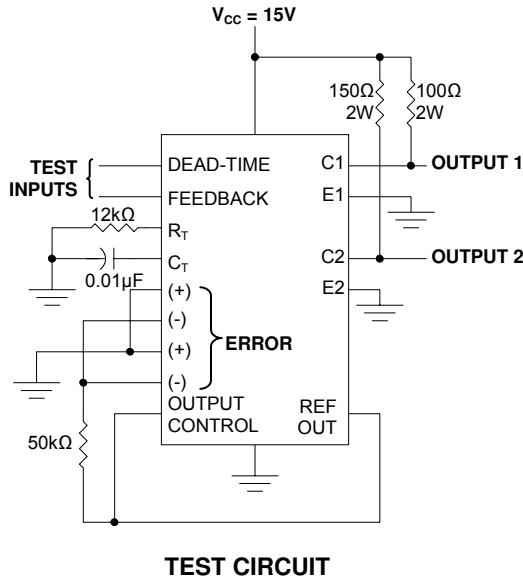 VCC = 15V
150Ω
2W
100Ω
2W
TEST
INPUTS
DEAD-TIME
FEEDBACK
12kΩ
RT
CT
0.01µF
(+)
(-)
(+)
(-)
ERROR
OUTPUT
CONTROL
C1
E1
C2
E2
REF
OUT
OUTPUT 1
OUTPUT 2
50kΩ
TEST CIRCUIT